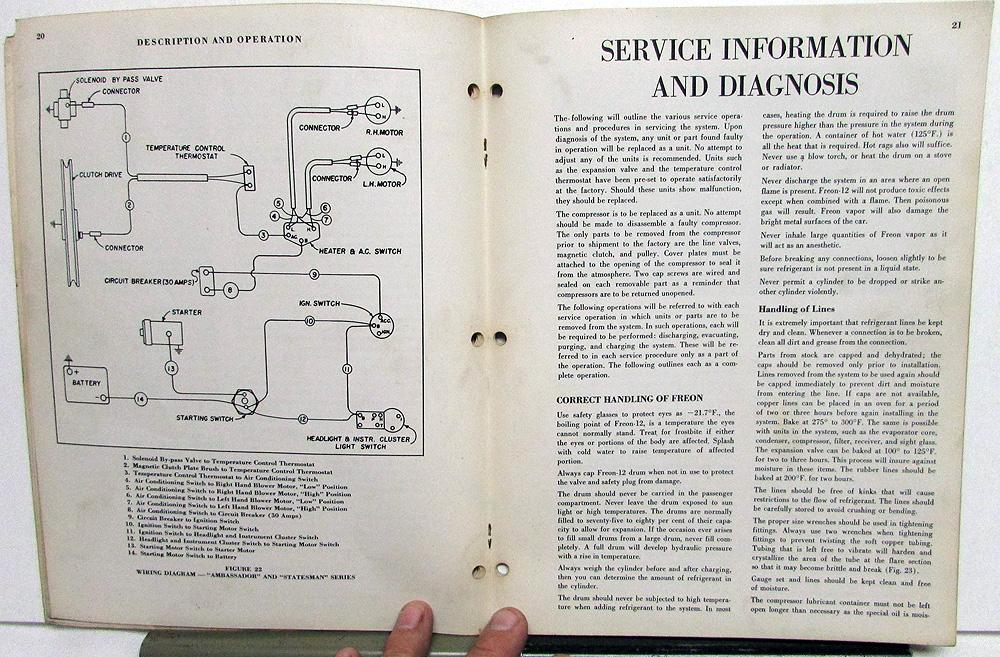 20
DESCRIPTION AND OPERATION
SOLENOID BY PASS VALVE
CONNECTOR
1
TEMPERATURE CONTROL
THERMOSTAT
CLUTCH DRIVE
2
CONNECTOR
CONNECTOR
L
H
R.H.MOTOR
CONNECTOR
L
H
L.H.MOTOR
5
4
6
7
3
AC
H
B
HEATER & A.C. SWITCH
CIRCUIT BREAKER (30 AMPS)
8
9
STARTER
IGN. SWITCH
10
ACC
B
IGN.
13
11
+
BATTERY
-
14
STARTING SWITCH
12
HEADLIGHT & INSTR. CLUSTER
LIGHT SWITCH
1. Solenoid By-pass Valve to Temperature Control Thermostat
2. Magnetic Clutch Plate Brush to Temperature Control Thermostat
3. Temperature Control Thermostat to Air Conditioning Switch
4. Air Conditioning Switch to Right Hand Blower Motor, "Low" Position
5. Air Conditioning Switch to Right Hand Blower Motor, "High" Position
6. Air Conditioning Switch to Left Hand Blower Motor, "Low" Position
7. Air Conditioning Switch to Left Hand Blower Motor, "High" Position
8. Air Conditioning Switch to Circuit Breaker (30 Amps)
9. Circuit Breaker to Ignition Switch
10. Ignition Switch to Starting Motor Switch
11. Ignition Switch to Headlight and Instrument Cluster Switch
12. Headlight and Instrument Cluster Switch to Starting Motor Switch
13. Starting Motor Switch to Starter Motor
14. Starting Motor Switch to Battery
FIGURE 22
WIRING DIAGRAM — "AMBASSADOR" AND "STATESMAN" SERIES
21
SERVICE INFORMATION
AND DIAGNOSIS
The following will outline the various service opera-
tions and procedures in servicing the system. Upon
diagnosis of the system, any unit or part found faulty
in operation will be replaced as a unit. No attempt to
adjust any of the units is recommended. Units such
as the expansion valve and the temperature control
thermostat have been pre-set to operate satisfactorily
at the factory. Should these units show malfunction,
they should be replaced.
The compressor is to be replaced as a unit. No attempt
should be made to disassemble a faulty compressor.
The only parts to be removed from the compressor
prior to shipment to the factory are the line valves,
magnetic clutch, and pulley. Cover plates must be
attached to the opening of the compressor to seal it
from the atmosphere. Two cap screws are wired and
sealed on each removable part as a reminder that
compressors are to be returned unopened.
The following operations will be referred to with each
service operation in which units or parts are to be
removed from the system. In such operations, each will
be required to be performed: discharging, evacuating,
purging, and charging the system. These will be re-
ferred to in each service procedure only as a part of
the operation. The following outlines each as a com-
plete operation.
CORRECT HANDLING OF FREON
Use safety glasses to protect eyes as −21.7°F., the
boiling point of Freon-12, is a temperature the eyes
cannot normally stand. Treat for frostbite if either
the eyes or portions of the body are affected. Splash
with cold water to raise temperature of affected
portion.
Always cap Freon-12 drum when not in use to protect
the valve and safety plug from damage.
The drum should never be carried in the passenger
compartment. Never leave the drum exposed to sun
light or high temperatures. The drums are normally
filled to seventy-five to eighty per cent of their capa-
city to allow for expansion. If the occasion ever arises
to fill small drums from a large drum, never fill com-
pletely. A full drum will develop hydraulic pressure
with a rise in temperature.
Always weigh the cylinder before and after charging,
then you can determine the amount of refrigerant in
the cylinder.
The drum should never be subjected to high tempera-
ture when adding refrigerant to the system. In most
cases, heating the drum is required to raise the drum
pressure higher than the pressure in the system during
the operation. A container of hot water (125°F.) is
all the heat that is required. Hot rags also will suffice.
Never use a blow torch, or heat the drum on a stove
or radiator.
Never discharge the system in an area where an open
flame is present. Freon-12 will not produce toxic effects
except when combined with a flame. Then poisonous
gas will result. Freon vapor will also damage the
bright metal surfaces of the car.
Never inhale large quantities of Freon vapor as it
will act as an anesthetic.
Before breaking any connections, loosen slightly to be
sure refrigerant is not present in a liquid state.
Never permit a cylinder to be dropped or strike an-
other cylinder violently.
Handling of Lines
It is extremely important that refrigerant lines be kept
dry and clean. Whenever a connection is to be broken,
clean all dirt and grease from the connection.
Parts from stock are capped and dehydrated; the
caps should be removed only prior to installation.
Lines removed from the system to be used again should
be capped immediately to prevent dirt and moisture
from entering the line. If caps are not available,
copper lines can be placed in an oven for a period
of two or three hours before again installing in the
system. Bake at 275° to 300°F. The same is possible
with units in the system, such as the evaporator core,
condenser, compressor, filter, receiver, and sight glass.
The expansion valve can be baked at 100° to 125°F.
for two to three hours. This process will insure against
moisture in these items. The rubber lines should be
baked at 200°F. for two hours.
The lines should be free of kinks that will cause
restrictions to the flow of refrigerant. The lines should
be carefully stored to avoid crushing or bending.
The proper size wrenches should be used in tightening
fittings. Always use two wrenches when tightening
fittings to prevent twisting the soft copper tubing.
Tubing that is left free to vibrate will harden and
crystallize the area of the tube at the flare section
so that it may become brittle and break (Fig. 23).
Gauge set and lines should be kept clean and free
of moisture.
The compressor lubricant container must not be left
open longer than necessary as the special oil is mois-